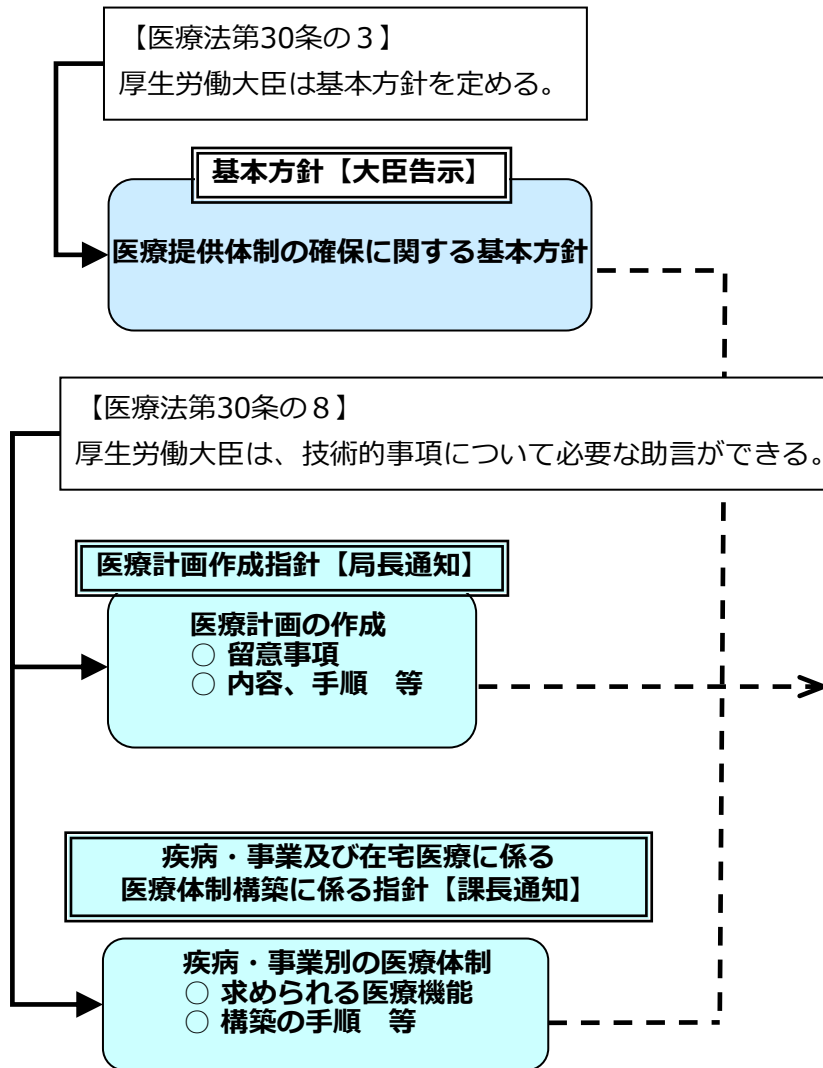 【医療法第30条の３】
厚生労働大臣は基本方針を定める。
基本方針【大臣告示】
医療提供体制の確保に関する基本方針
【医療法第30条の８】
厚生労働大臣は、技術的事項について必要な助言ができる。
医療計画作成指針【局長通知】
医療計画の作成
○ 留意事項
○ 内容、手順　等
疾病・事業及び在宅医療に係る
医療体制構築に係る指針【課長通知】
疾病・事業別の医療体制
○ 求められる医療機能
○ 構築の手順　等